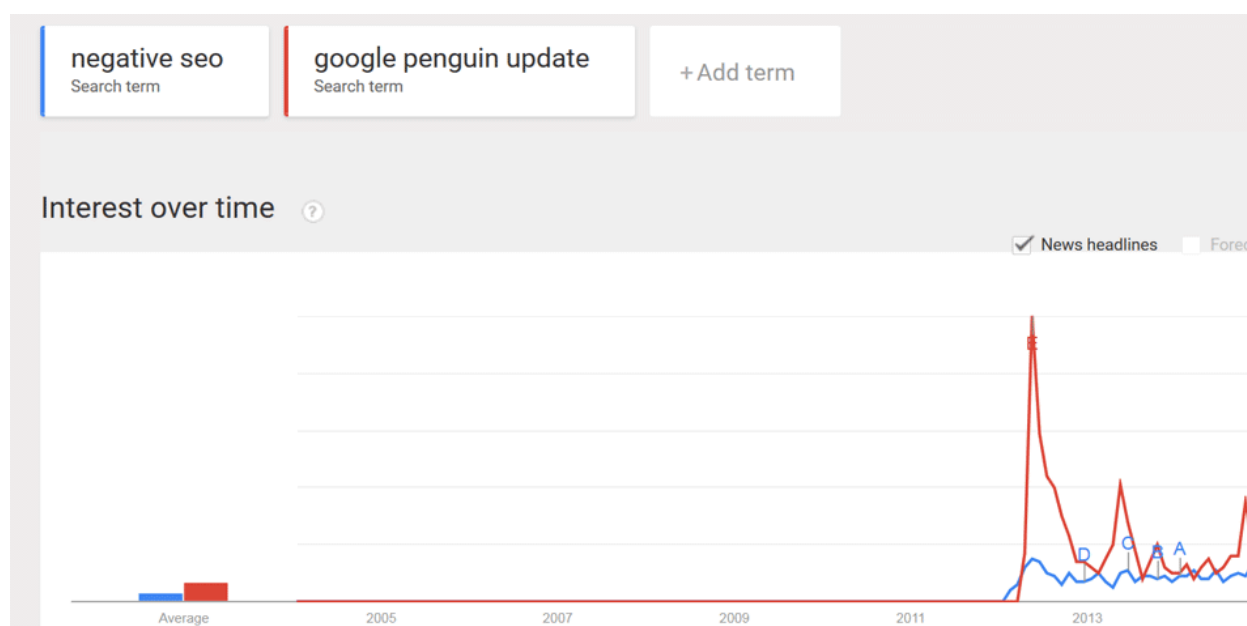 negative seo
Search term
google penguin update
Search term
+ Add term
Interest over time
?
News headlines
Forec
E
D
C
B
A
Average
2005
2007
2009
2011
2013